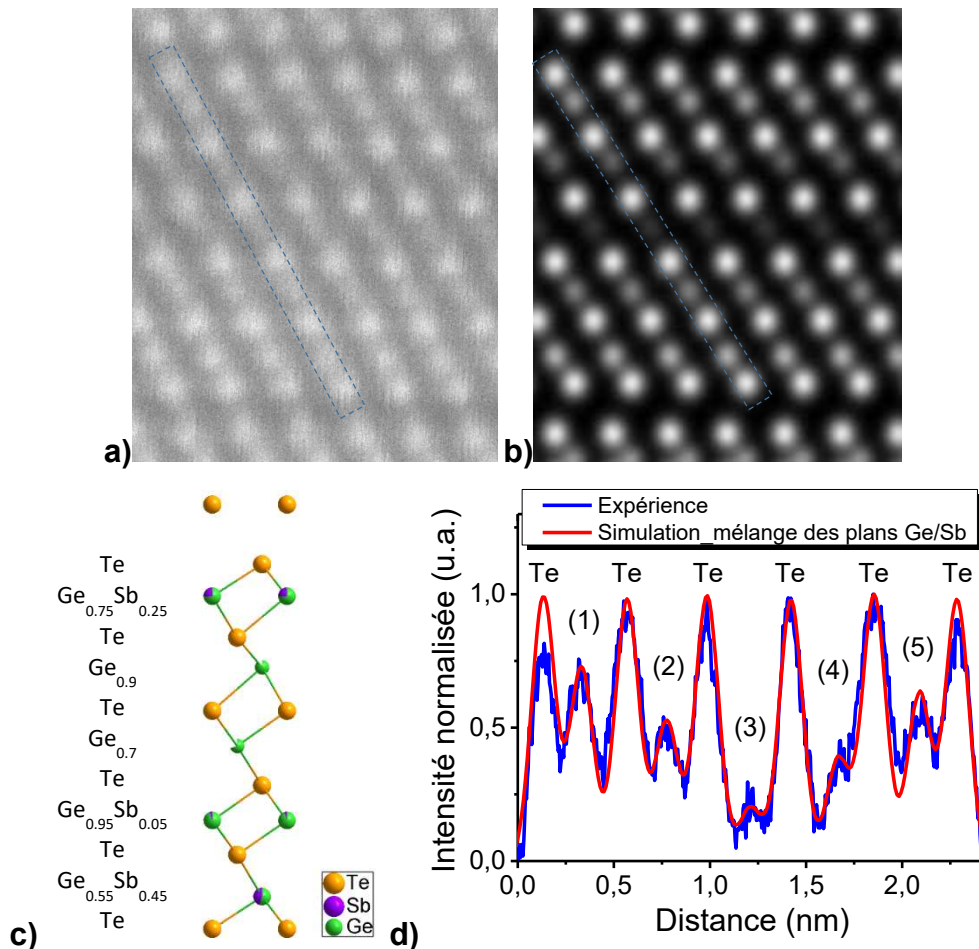 a)
b)
Te
Ge0.75Sb0.25
Te
Ge0.9
Te
Ge0.7
Te
Ge0.95Sb0.05
Te
Ge0.55Sb0.45
Te
c)
Te
Sb
Ge
d)
Expérience
Simulation_mélange des plans Ge/Sb
Te Te Te Te Te Te
(1)
(2)
(3)
(4)
(5)
1,0
0,5
0,0
Intensité normalisée (u.a.)
0,0 0,5 1,0 1,5 2,0
Distance (nm)